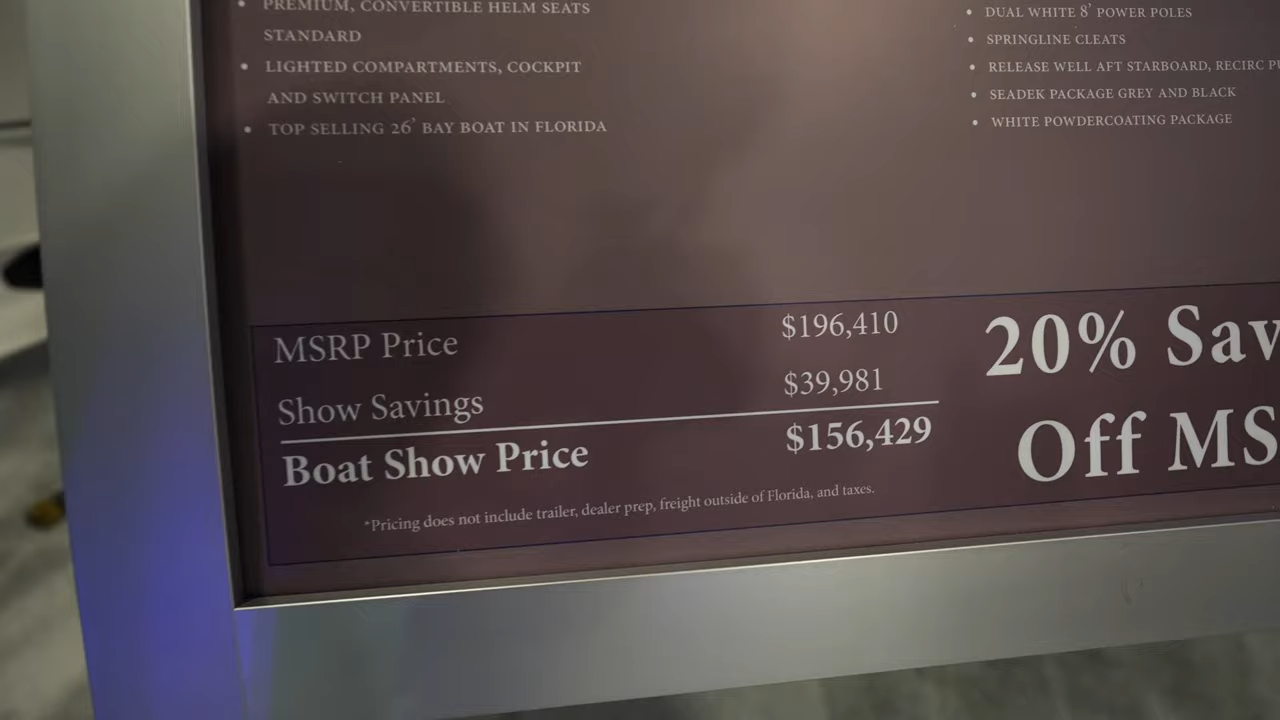 • PREMIUM, CONVERTIBLE HELM SEATS
STANDARD
• LIGHTED COMPARTMENTS, COCKPIT
AND SWITCH PANEL
• TOP SELLING 26' BAY BOAT IN FLORIDA
• DUAL WHITE 8' POWER POLES
• SPRINGLINE CLEATS
• RELEASE WELL AFT STARBOARD, RECIRC
• SEADEK PACKAGE GREY AND BLACK
• WHITE POWDERCOATING PACKAGE
MSRP Price $196,410
Show Savings $39,981
Boat Show Price $156,429
*Pricing does not include trailer, dealer prep, freight outside of Florida, and taxes.
20% Sav
Off MS